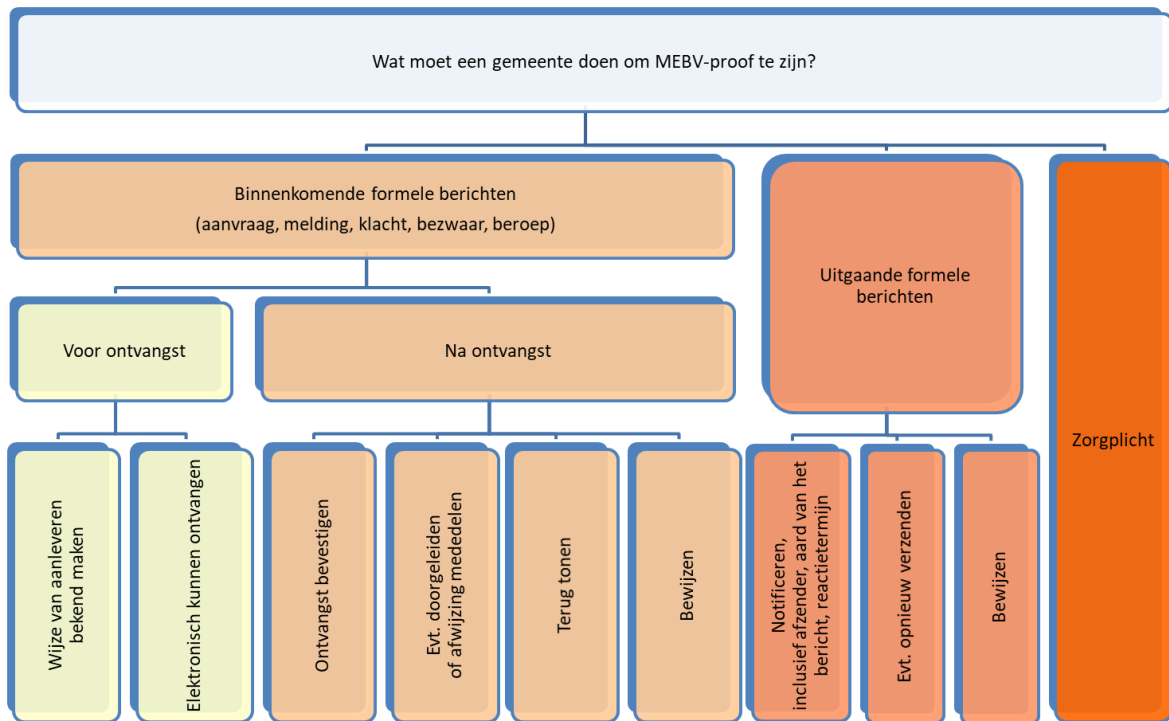 Wat moet een gemeente doen om MEBV-proof te zijn?
Binnenkomende formele berichten
(aanvraag, melding, klacht, bezwaar, beroep)
Uitgaande formele
berichten
Zorgplicht
Voor ontvangst
Na ontvangst
Wijze van aanleveren
bekend maken
Elektronisch kunnen ontvangen
Ontvangst bevestigen
Evt. doorgeleiden
of afwijzing mededelen
Terug tonen
Bewijzen
Notificeren,
inclusief afzender, aard van het
bericht, reactietermijn
Evt. opnieuw verzenden
Bewijzen